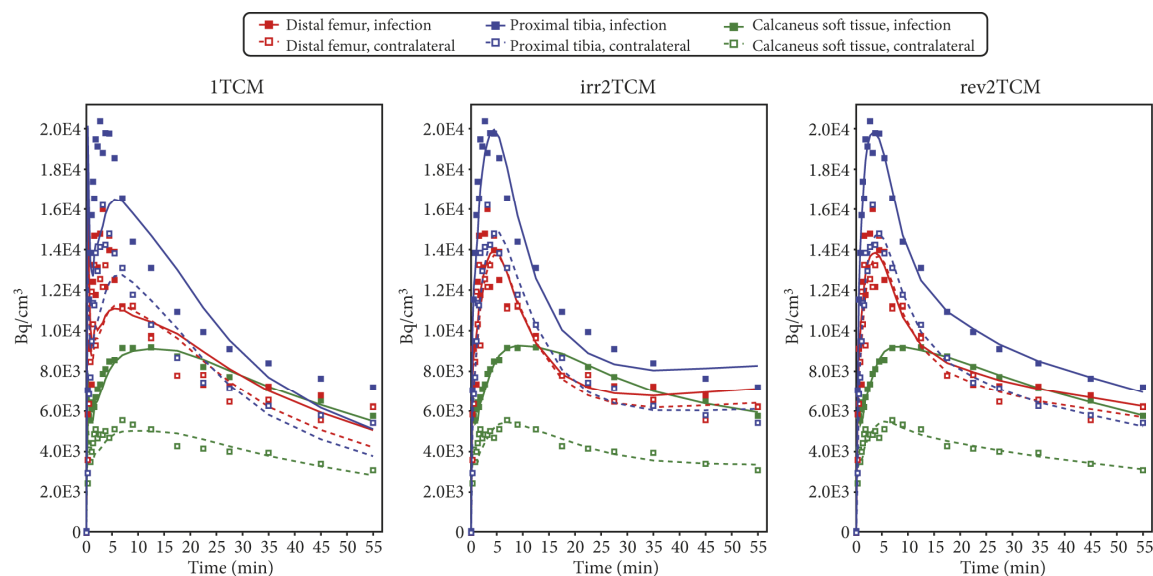 Distal femur, infection Proximal tibia, infection Calcaneus soft tissue, infection
Distal femur, contralateral Proximal tibia, contralateral Calcaneus soft tissue, contralateral
1TCM
2.0E4
1.8E4
1.6E4
1.4E4
1.2E4
1.0E4
8.0E3
6.0E3
4.0E3
2.0E3
0
Bq/cm³
0 5 10 15 20 25 30 35 40 45 50 55
Time (min)
irr2TCM
2.0E4
1.8E4
1.6E4
1.4E4
1.2E4
1.0E4
8.0E3
6.0E3
4.0E3
2.0E3
0
Bq/cm³
0 5 10 15 20 25 30 35 40 45 50 55
Time (min)
rev2TCM
2.0E4
1.8E4
1.6E4
1.4E4
1.2E4
1.0E4
8.0E3
6.0E3
4.0E3
2.0E3
0
Bq/cm³
0 5 10 15 20 25 30 35 40 45 50 55
Time (min)